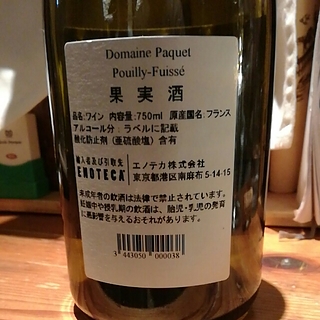 Domaine Paquet
Pouilly-Fuissé
果実酒
品名:ワイン 内容量:750ml 原産国名:フランス
アルコール分:ラベルに記載
酸化防止剤(亜硫酸塩)含有
輸入者及び引取先
ENOTECA エノテカ株式会社
東京都港区南麻布5-14-15
未成年者の飲酒は法律で禁止されています。
妊娠中や授乳期の飲酒は、胎児・乳児の発育
に悪影響を与えるおそれがあります。
3 443050 000038